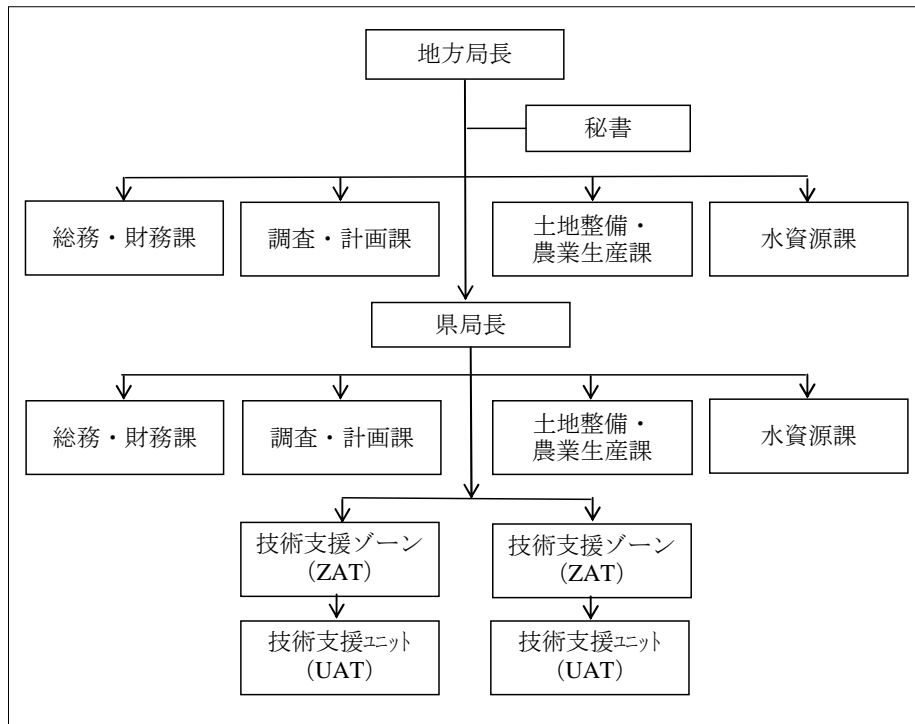 地方局長
秘書
総務・財務課
調査・計画課
土地整備・
農業生産課
水資源課
県局長
総務・財務課
調査・計画課
土地整備・
農業生産課
水資源課
技術支援ゾーン
（ZAT）
技術支援ゾーン
（ZAT）
技術支援ユニット
（UAT）
技術支援ユニット
（UAT）